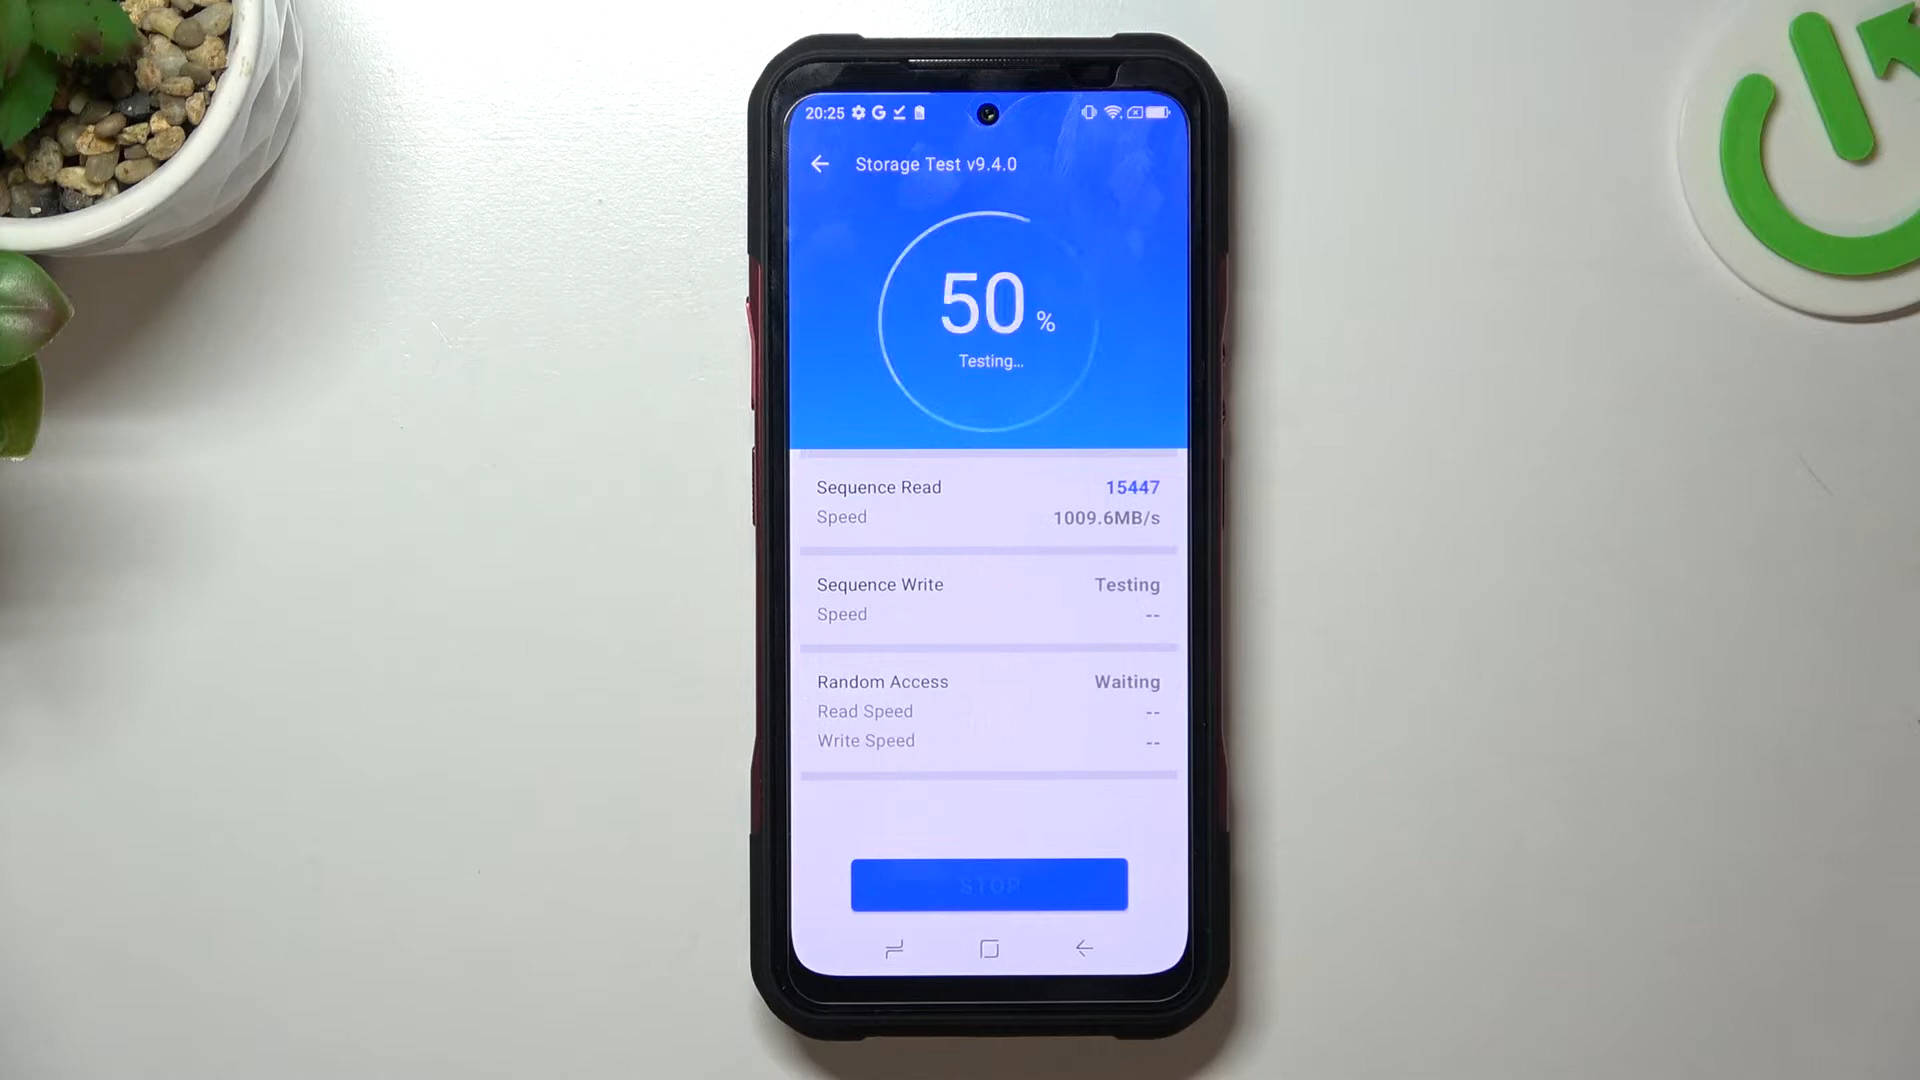 20:25
Storage Test v9.4.0
50 %
Testing...
Sequence Read 15447
Speed 1009.6MB/s
Sequence Write Testing
Speed --
Random Access Waiting
Read Speed --
Write Speed --
STOP